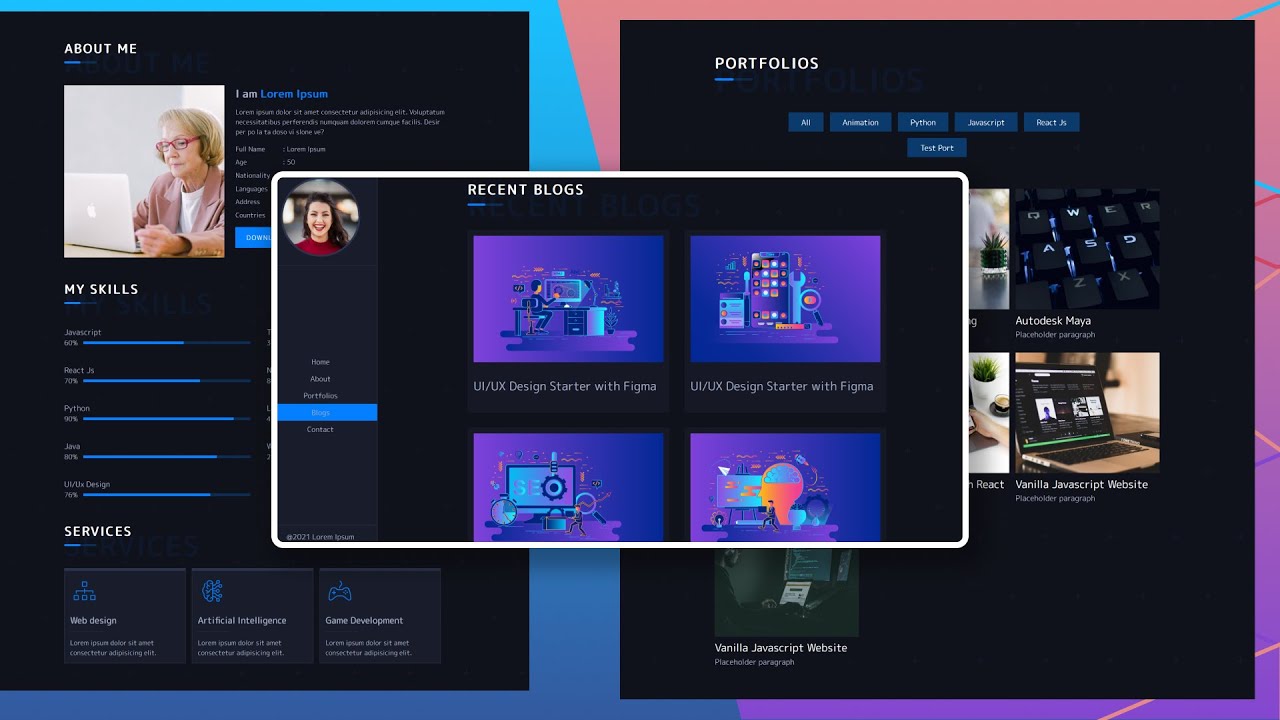 ABOUT ME
ABOUT ME
I am Lorem Ipsum
Lorem ipsum dolor sit amet consectetur adipisicing elit. Voluptatum
necessitatibus perferendis numquam dolorem cumque facilis. Desir
per po la ta doso vi slone ve?
Full Name : Lorem Ipsum
Age : 50
Nationality
Languages
Address
Countries
DOWNL
MY SKILLS
MY SKILLS
Javascript
60%
React Js
70%
Python
90%
Java
80%
UI/Ux Design
76%
SERVICES
SERVICES
Web design
Lorem ipsum dolor sit amet
consectetur adipisicing elit.
Artificial Intelligence
Lorem ipsum dolor sit amet
consectetur adipisicing elit.
Game Development
Lorem ipsum dolor sit amet
consectetur adipisicing elit.
Home
About
Portfolios
Blogs
Contact
@2021 Lorem Ipsum
RECENT BLOGS
RECENT BLOGS
UI/UX Design Starter with Figma
UI/UX Design Starter with Figma
SEO
PORTFOLIOS
PORTFOLIOS
All Animation Python Javascript React Js
Test Port
Q W E R
A S D
Z X C
g
Autodesk Maya
Placeholder paragraph
n React
Vanilla Javascript Website
Placeholder paragraph
Vanilla Javascript Website
Placeholder paragraph